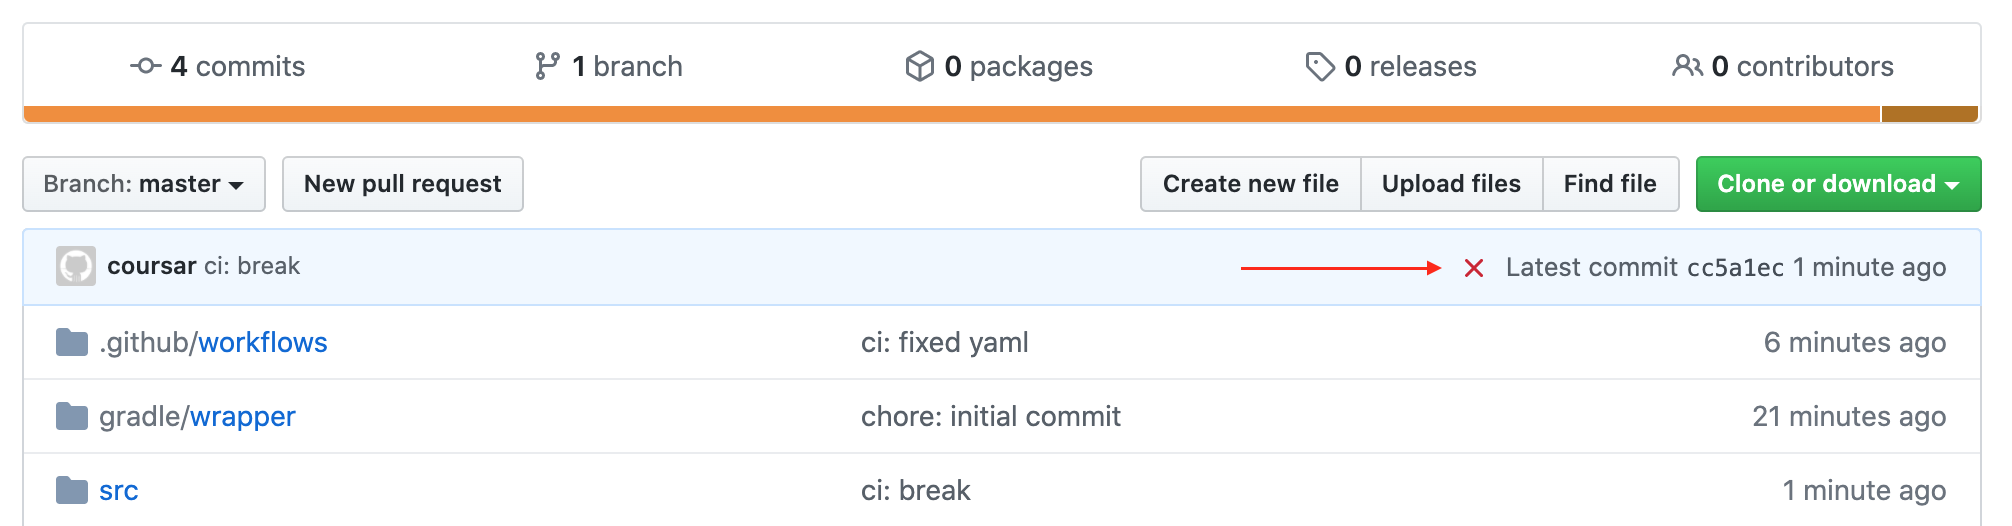 4 commits 1 branch 0 packages 0 releases 0 contributors
Branch: master New pull request Create new file Upload files Find file Clone or download
coursar ci: break Latest commit cc5a1ec 1 minute ago
.github/workflows ci: fixed yaml 6 minutes ago
gradle/wrapper chore: initial commit 21 minutes ago
src ci: break 1 minute ago